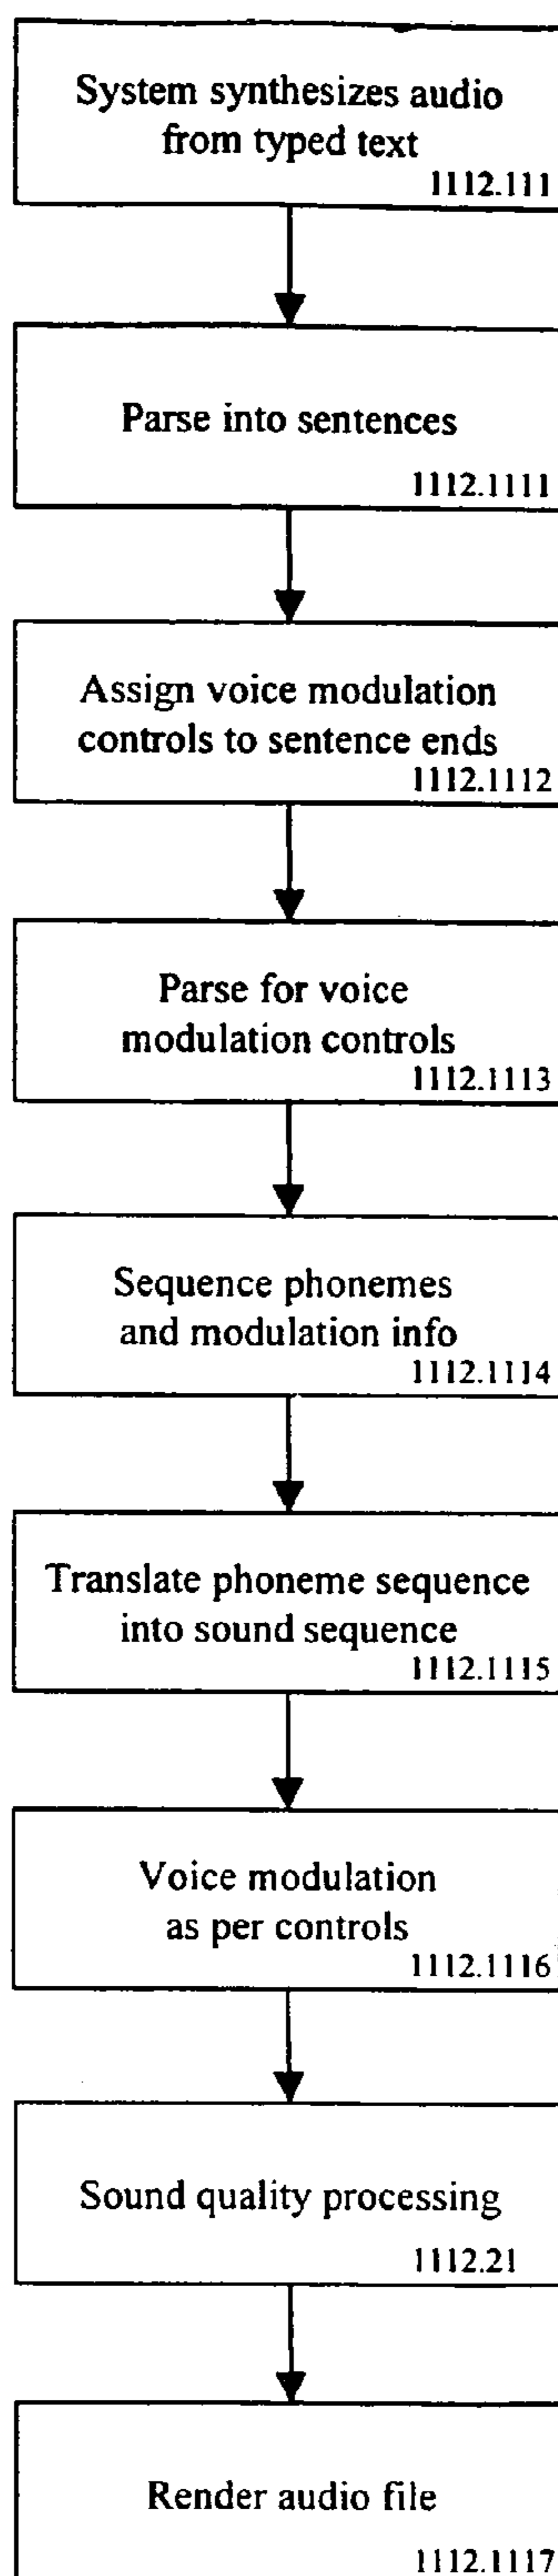 System synthesizes audio
from typed text
1112.111
Parse into sentences
1112.1111
Assign voice modulation
controls to sentence ends
1112.1112
Parse for voice
modulation controls
1112.1113
Sequence phonemes
and modulation info
1112.1114
Translate phoneme sequence
into sound sequence
1112.1115
Voice modulation
as per controls
1112.1116
Sound quality processing
1112.21
Render audio file
1112.1117